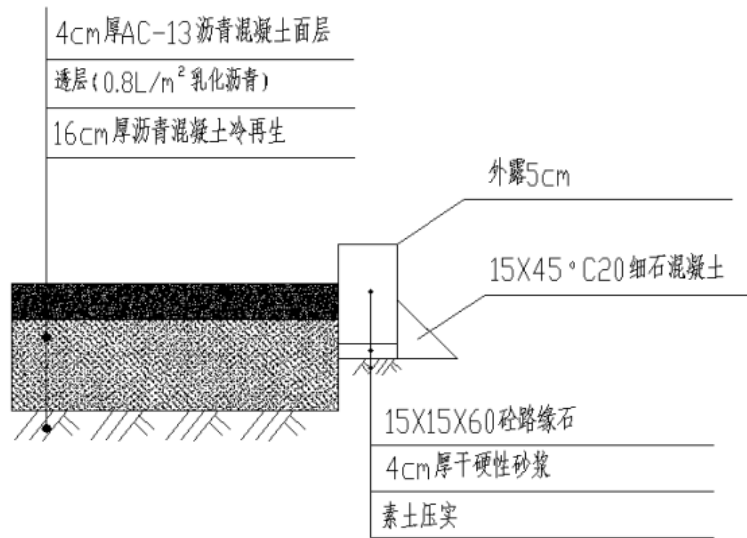 4cm厚AC-13沥青混凝土面层
透层(0.8L/m²乳化沥青)
16cm厚沥青混凝土冷再生
外露5cm
15X45°C20细石混凝土
15X15X60砼路缘石
4cm厚干硬性砂浆
素土压实